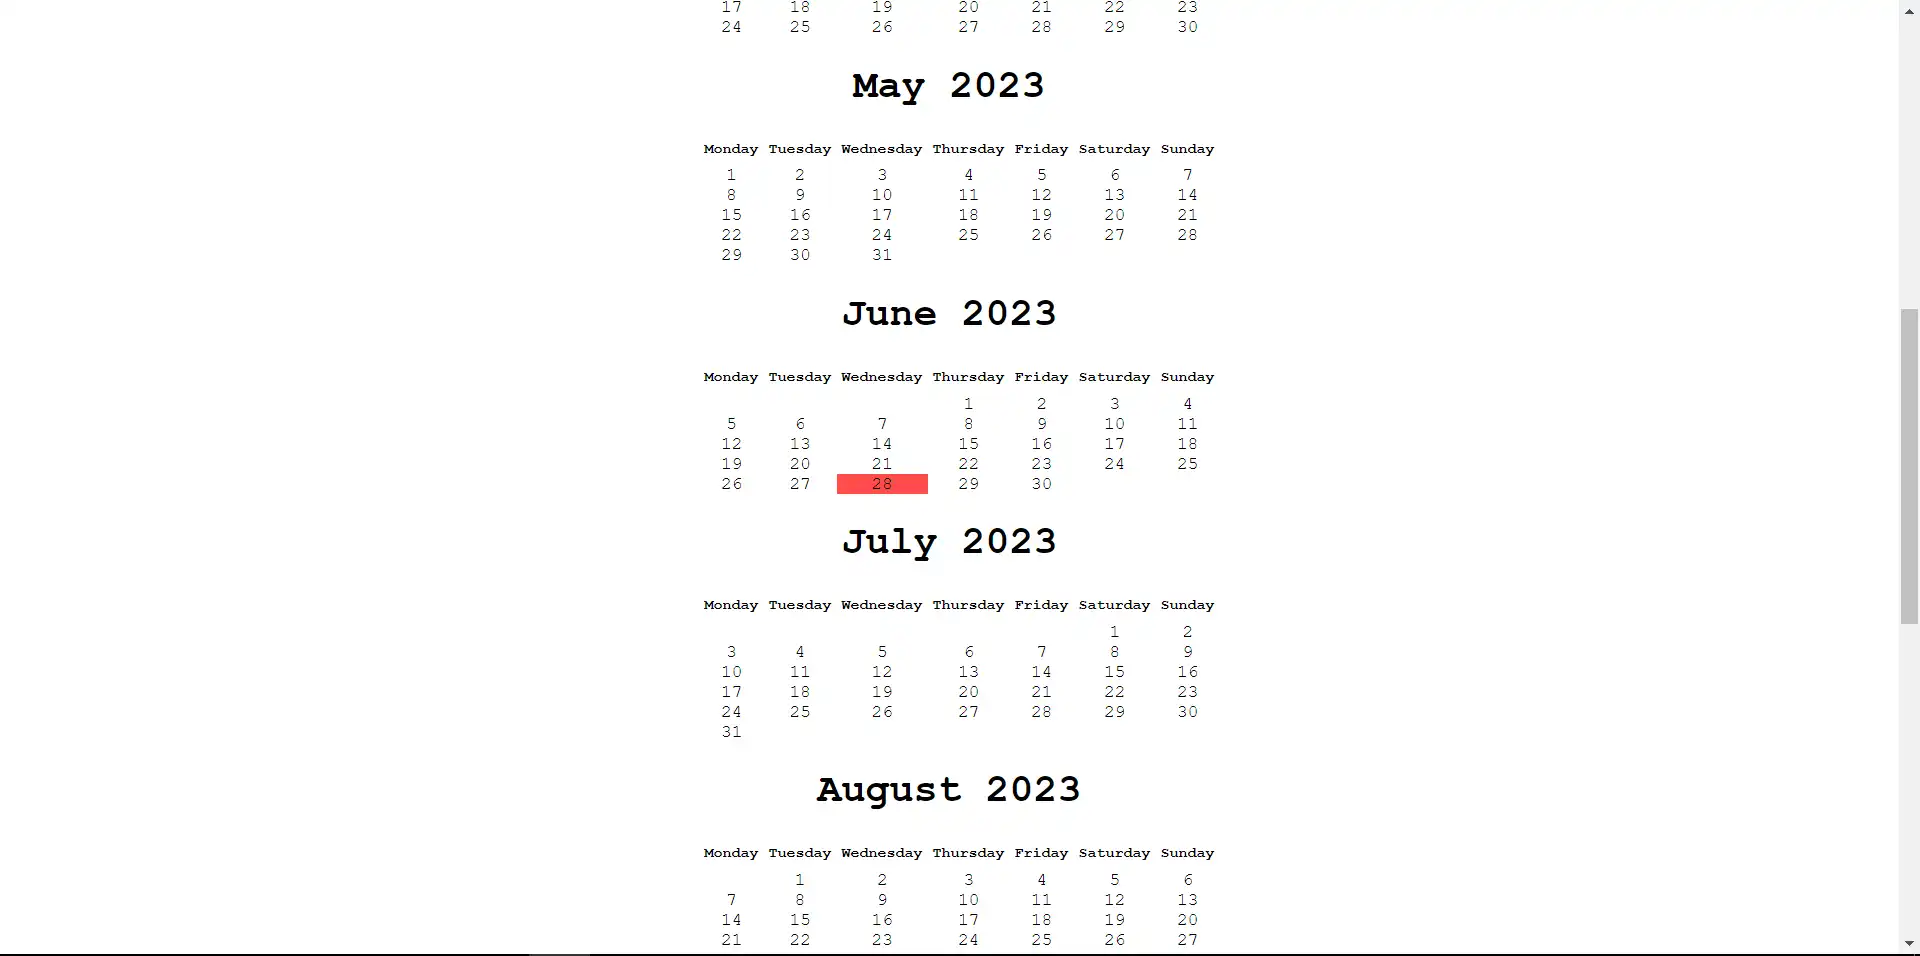 17 18 19 20 21 22 23
24 25 26 27 28 29 30
May 2023
Monday Tuesday Wednesday Thursday Friday Saturday Sunday
1 2 3 4 5 6 7
8 9 10 11 12 13 14
15 16 17 18 19 20 21
22 23 24 25 26 27 28
29 30 31
June 2023
Monday Tuesday Wednesday Thursday Friday Saturday Sunday
1 2 3 4
5 6 7 8 9 10 11
12 13 14 15 16 17 18
19 20 21 22 23 24 25
26 27 28 29 30
July 2023
Monday Tuesday Wednesday Thursday Friday Saturday Sunday
1 2
3 4 5 6 7 8 9
10 11 12 13 14 15 16
17 18 19 20 21 22 23
24 25 26 27 28 29 30
31
August 2023
Monday Tuesday Wednesday Thursday Friday Saturday Sunday
1 2 3 4 5 6
7 8 9 10 11 12 13
14 15 16 17 18 19 20
21 22 23 24 25 26 27